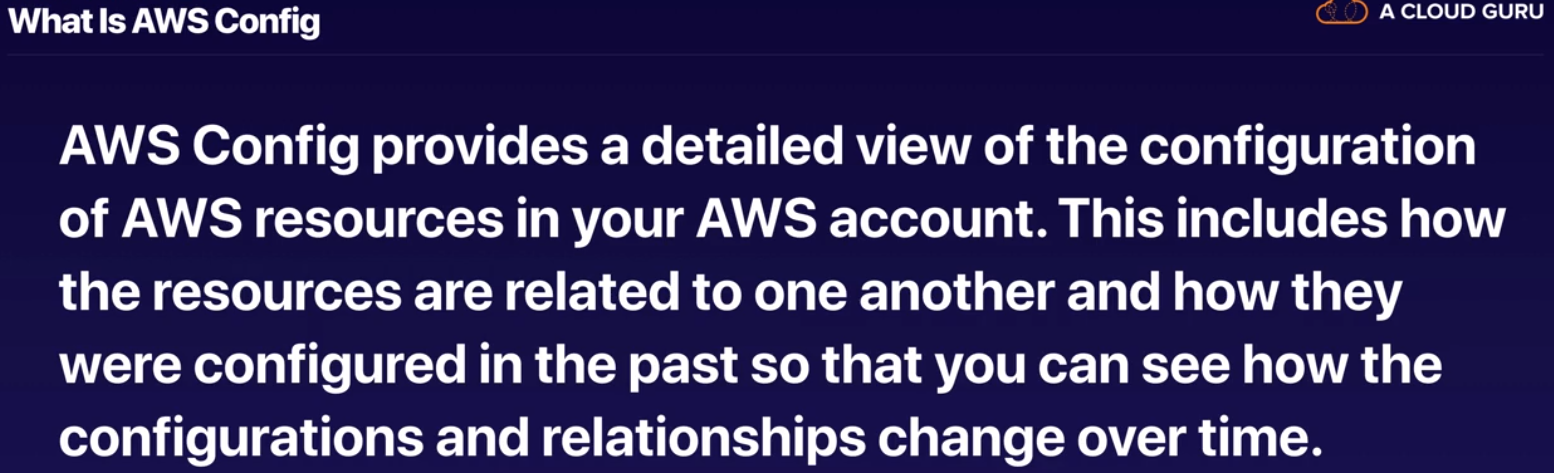 What Is AWS Config
A CLOUD GURU
AWS Config provides a detailed view of the configuration
of AWS resources in your AWS account. This includes how
the resources are related to one another and how they
were configured in the past so that you can see how the
configurations and relationships change over time.